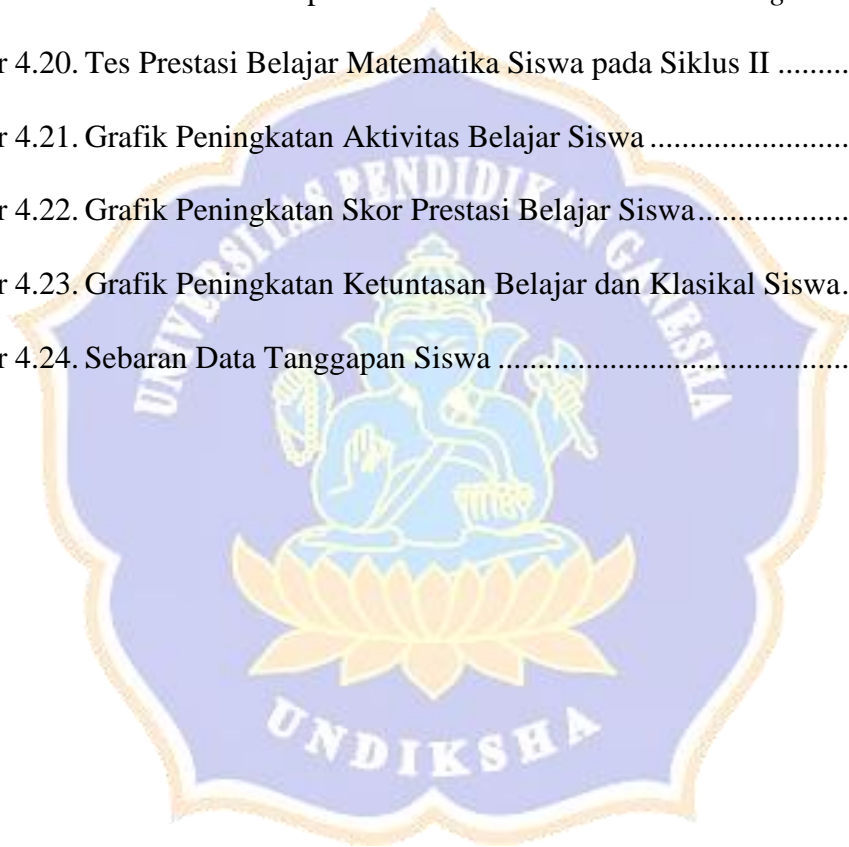 r 4.20. Tes Prestasi Belajar Matematika Siswa pada Siklus II .........
r 4.21. Grafik Peningkatan Aktivitas Belajar Siswa .........................
r 4.22. Grafik Peningkatan Skor Prestasi Belajar Siswa...................
r 4.23. Grafik Peningkatan Ketuntasan Belajar dan Klasikal Siswa.
r 4.24. Sebaran Data Tanggapan Siswa ............................................
UNIVERSITAS PENDIDIKAN GANESHA
UNDIKSHA